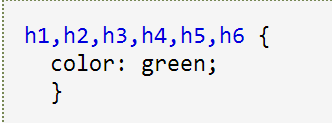 h1,h2,h3,h4,h5,h6 {
  color: green;
  }